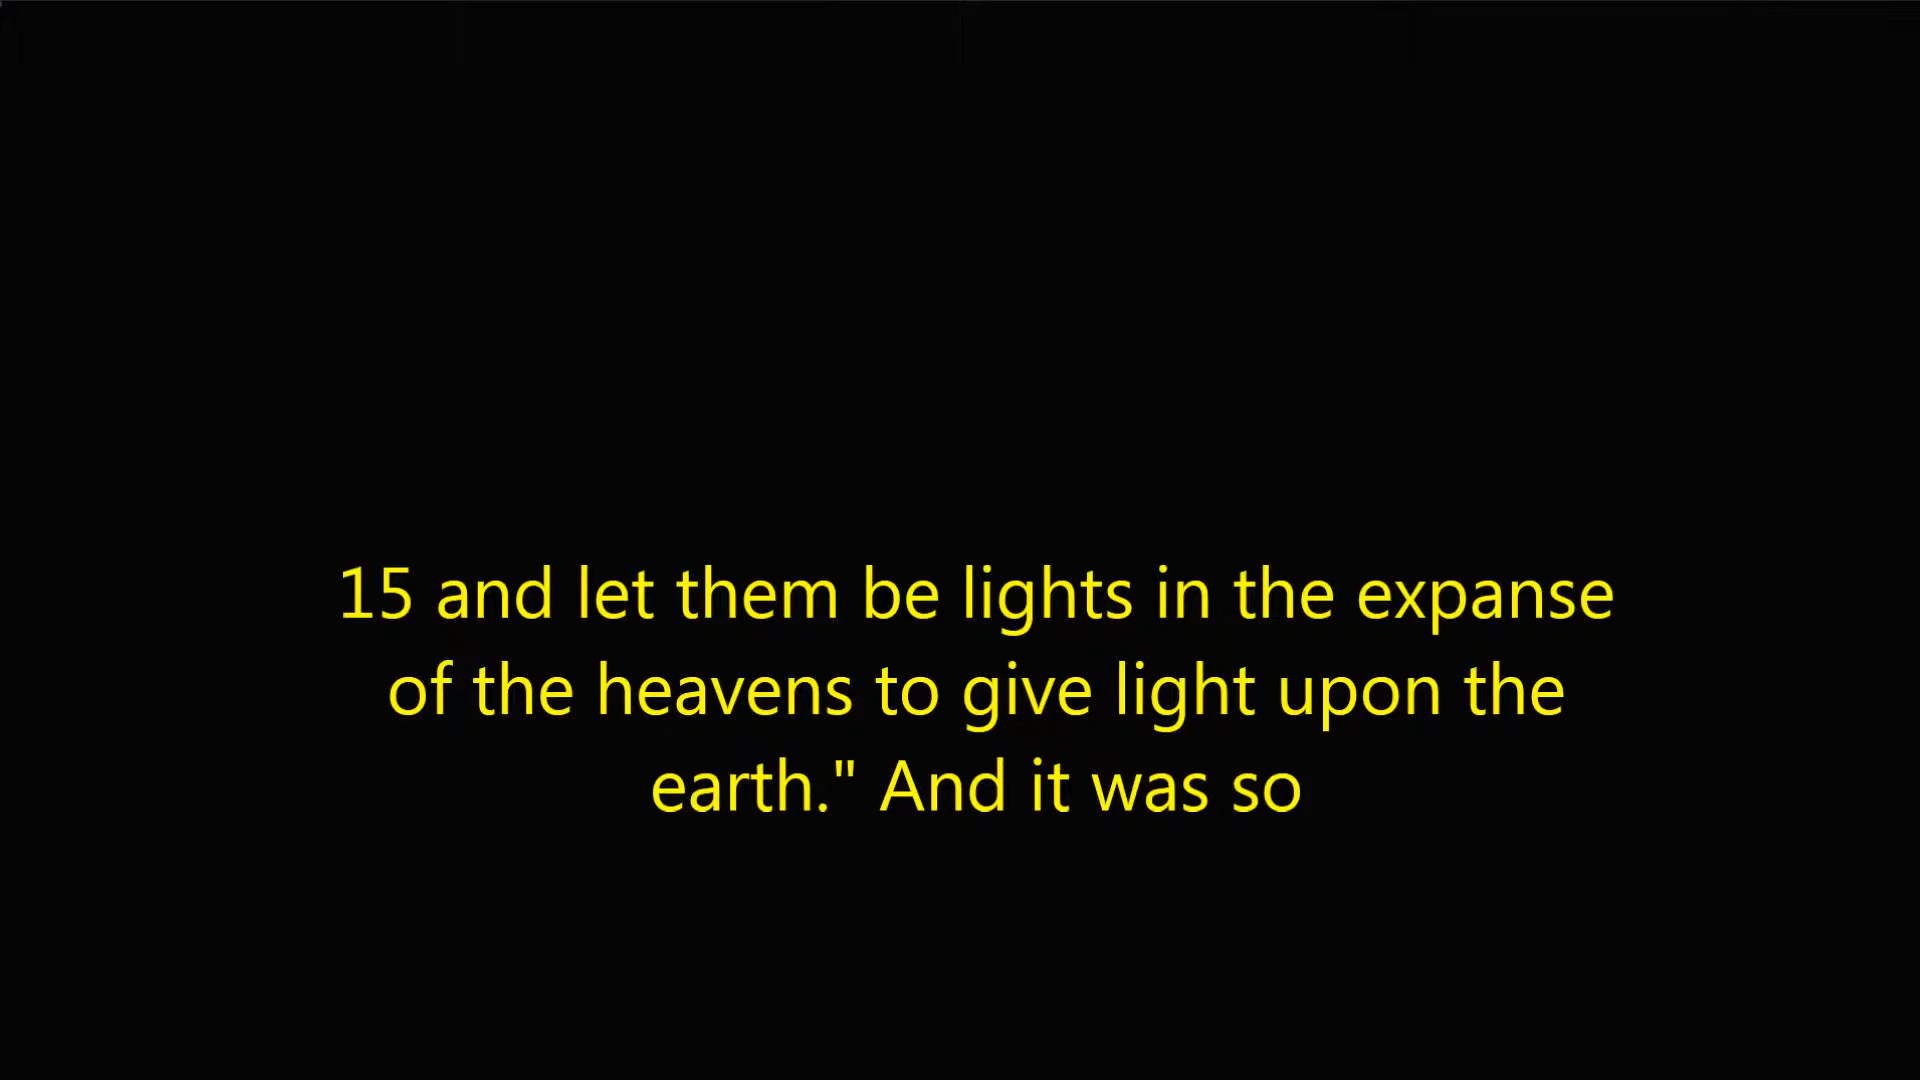 15 and let them be lights in the expanse
of the heavens to give light upon the
earth." And it was so